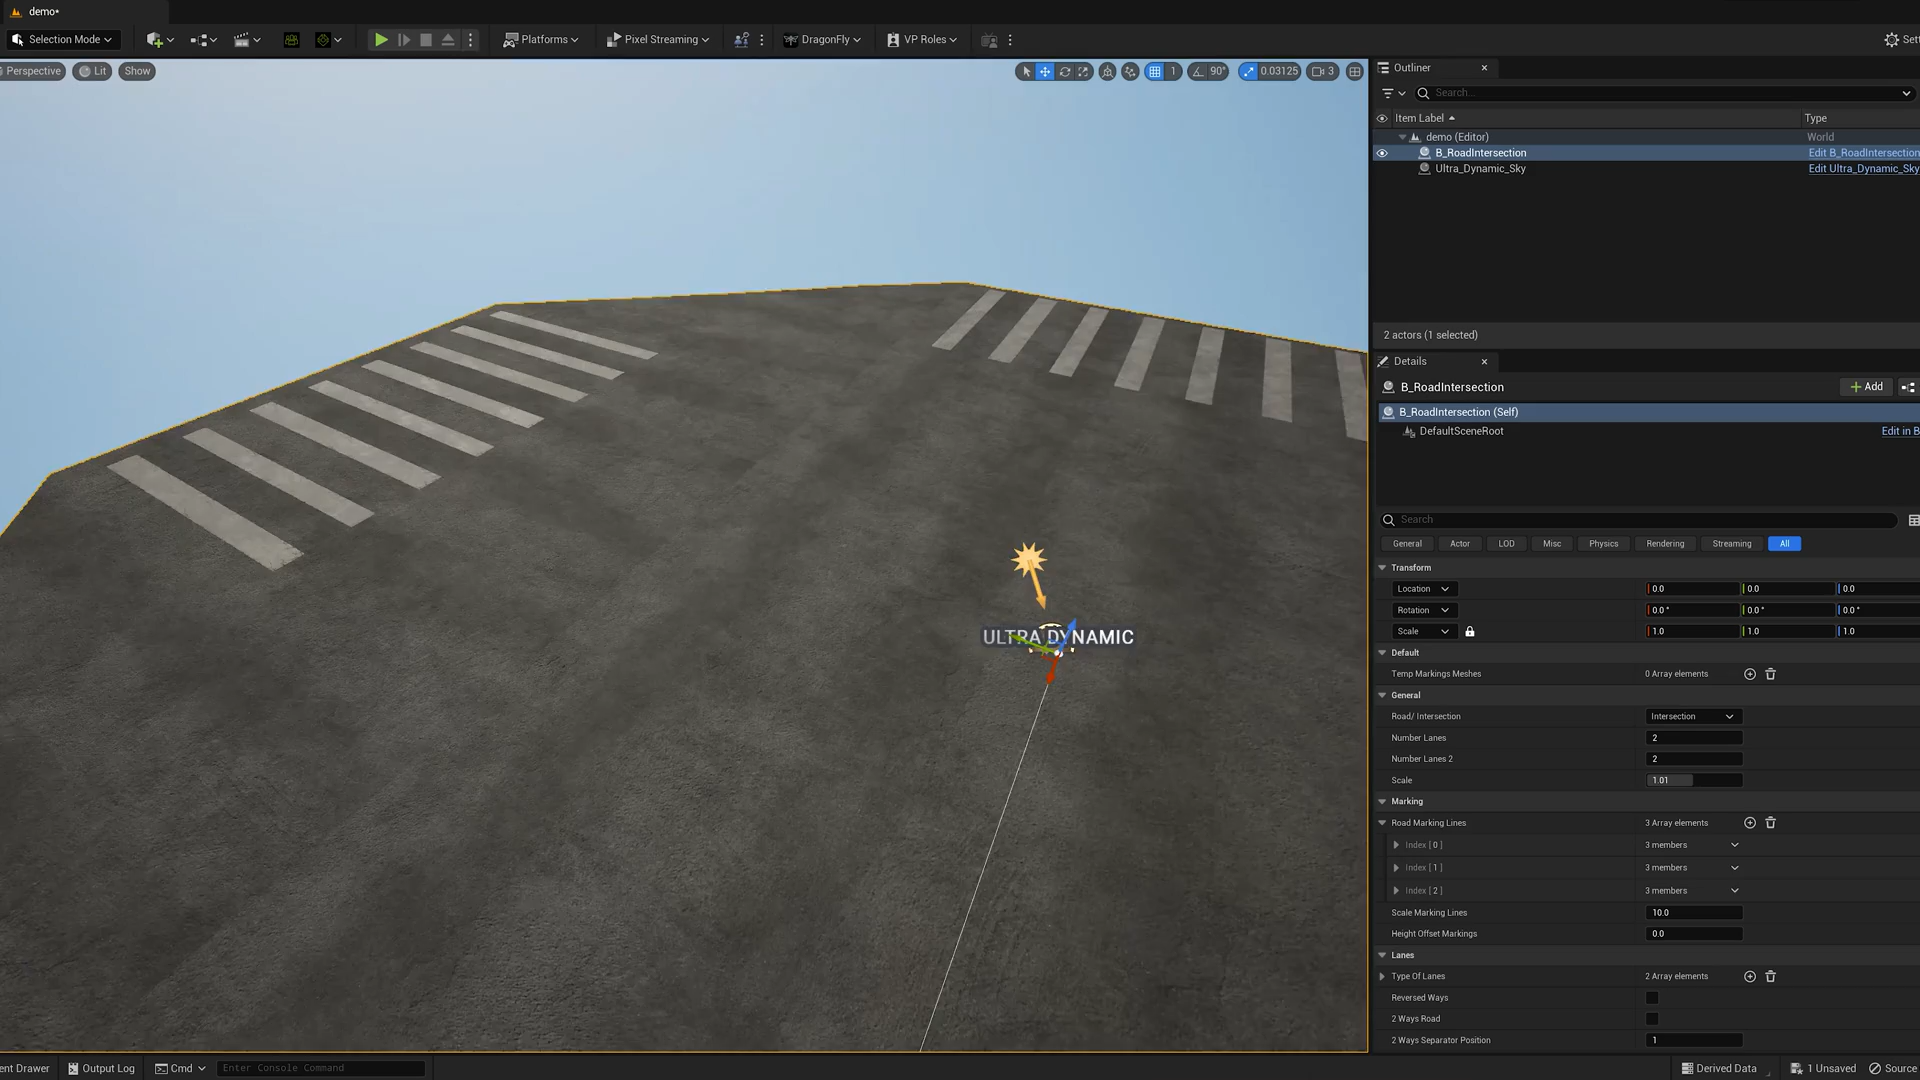 demo*
Selection Mode
Platforms
Pixel Streaming
DragonFly
VP Roles
Sett
Perspective
Lit
Show
1
90°
0.03125
3
Outliner
Search...
Item Label
Type
demo (Editor)
World
B_RoadIntersection
Edit B_RoadIntersection
Ultra_Dynamic_Sky
Edit Ultra_Dynamic_Sky
2 actors (1 selected)
Details
B_RoadIntersection
Add
B_RoadIntersection (Self)
DefaultSceneRoot
Edit in B
Search
General
Actor
LOD
Misc
Physics
Rendering
Streaming
All
Transform
Location
0.0
0.0
0.0
Rotation
0.0 °
0.0 °
0.0 °
Scale
1.0
1.0
1.0
Default
Temp Markings Meshes
0 Array elements
General
Road/ Intersection
Intersection
Number Lanes
2
Number Lanes 2
2
Scale
1.01
Marking
Road Marking Lines
3 Array elements
Index [ 0 ]
3 members
Index [ 1 ]
3 members
Index [ 2 ]
3 members
Scale Marking Lines
10.0
Height Offset Markings
0.0
Lanes
Type Of Lanes
2 Array elements
Reversed Ways
2 Ways Road
2 Ways Separator Position
1
ULTRA DYNAMIC
ent Drawer
Output Log
Cmd
Enter Console Command
Derived Data
1 Unsaved
Source